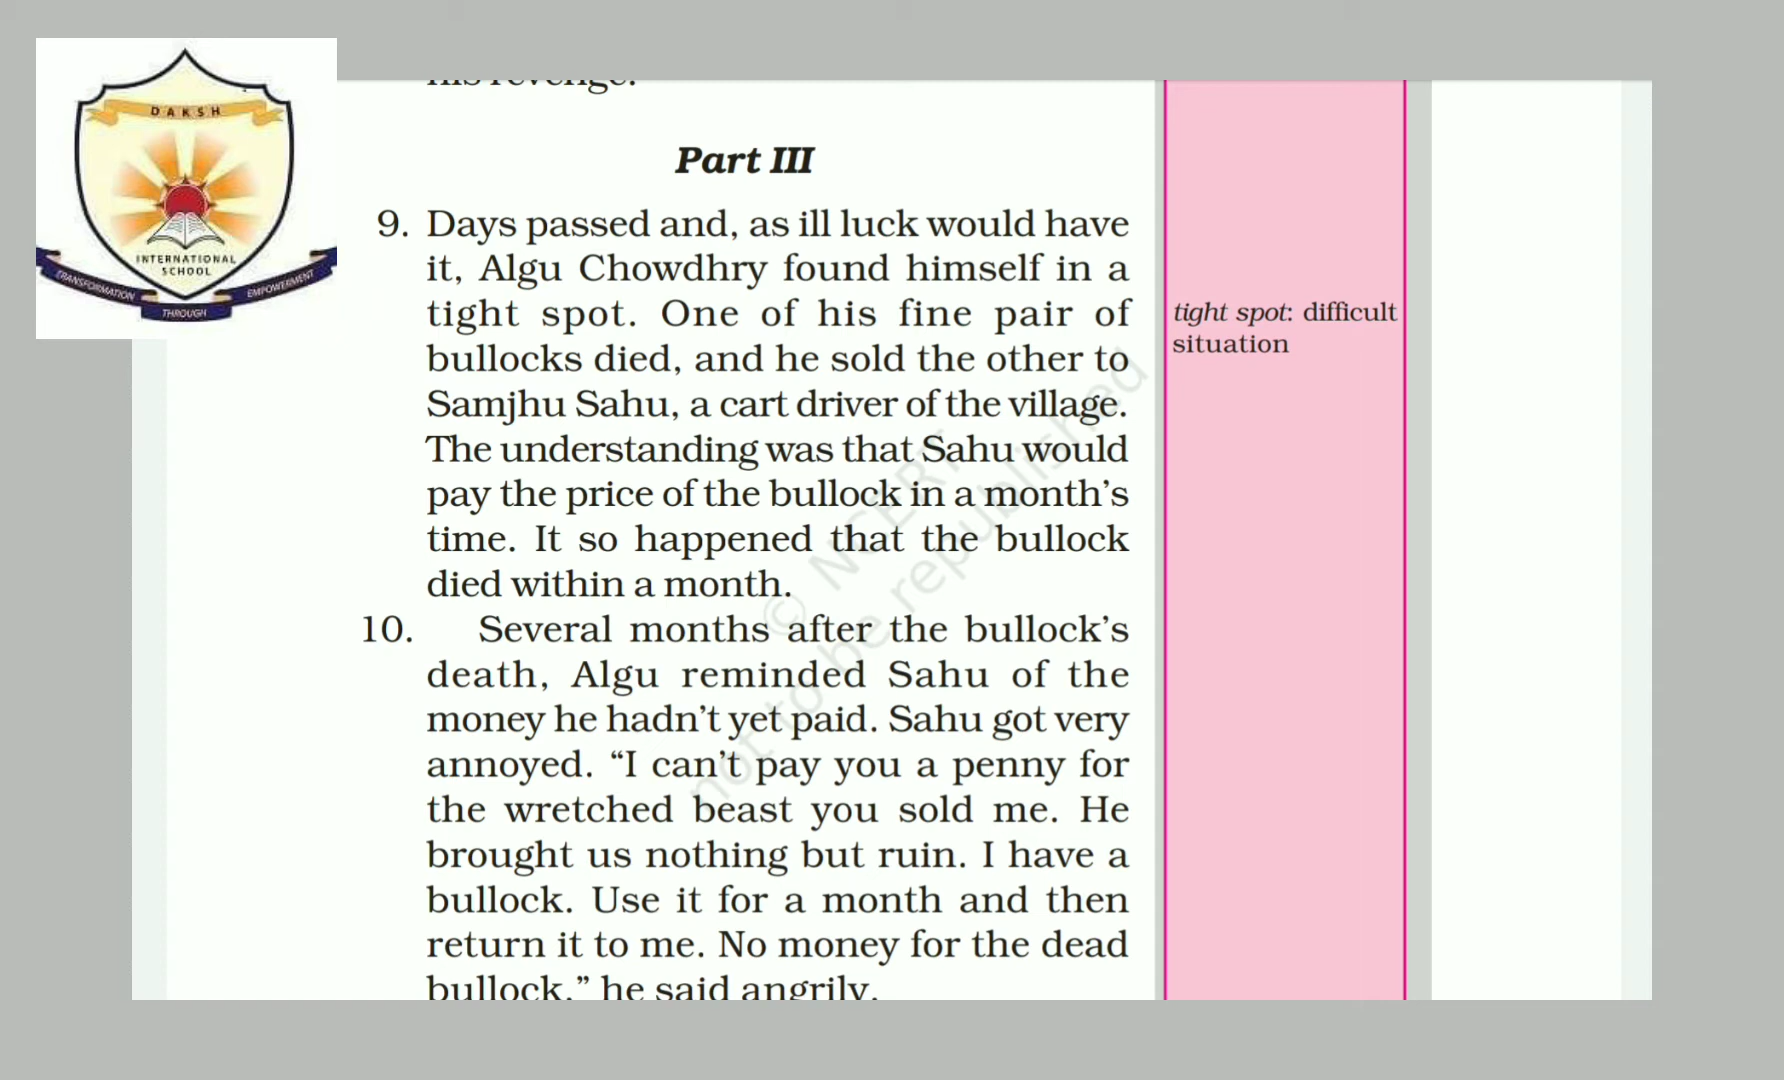 his revenge.
DAKSH
INTERNATIONAL
SCHOOL
TRANSFORMATION
THROUGH
EMPOWERMENT
Part III
9. Days passed and, as ill luck would have
it, Algu Chowdhry found himself in a
tight spot. One of his fine pair of
bullocks died, and he sold the other to
Samjhu Sahu, a cart driver of the village.
The understanding was that Sahu would
pay the price of the bullock in a month’s
time. It so happened that the bullock
died within a month.
10. Several months after the bullock’s
death, Algu reminded Sahu of the
money he hadn’t yet paid. Sahu got very
annoyed. “I can’t pay you a penny for
the wretched beast you sold me. He
brought us nothing but ruin. I have a
bullock. Use it for a month and then
return it to me. No money for the dead
bullock,” he said angrily.
tight spot: difficult
situation
© NCERT
not to be republished